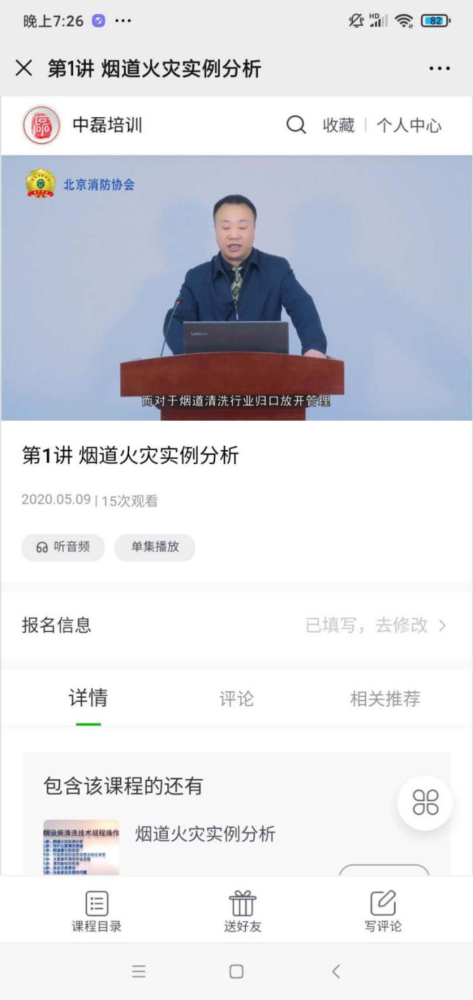 晚上7:26
HD
82
第1讲 烟道火灾实例分析
中磊培训
收藏 | 个人中心
北京消防协会
Lenovo
而对于烟道清洗行业归口放开管理
第1讲 烟道火灾实例分析
2020.05.09 | 15次观看
听音频
单集播放
报名信息
已填写，去修改
详情
评论
相关推荐
包含该课程的还有
烟设施清洗技术规程操作
烟道火灾实例分析
课程目录
送好友
写评论